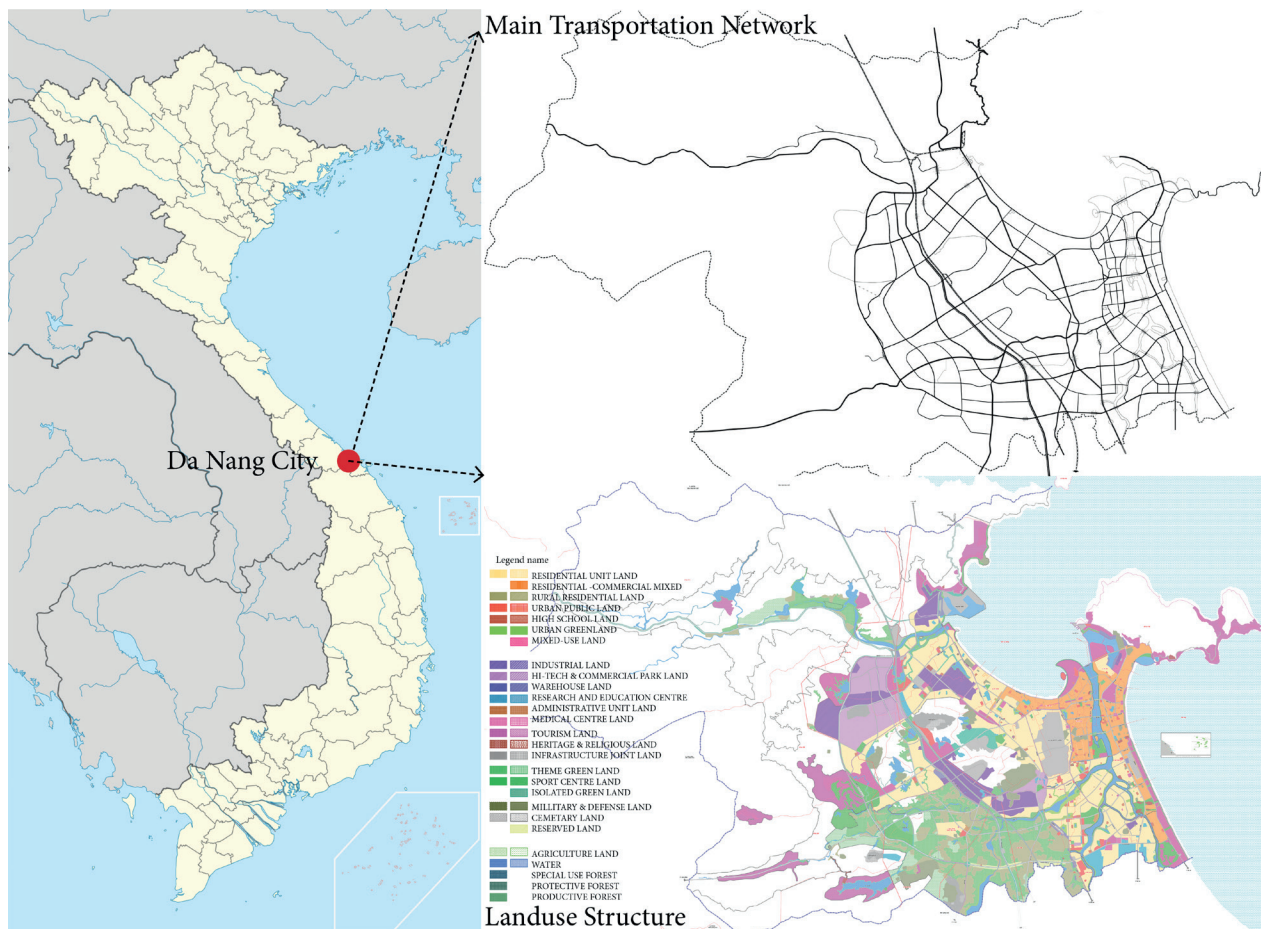 Main Transportation Network
Da Nang City
Legend name
RESIDENTIAL UNIT LAND
RESIDENTIAL -COMMERCIAL MIXED
RURAL RESIDENTIAL LAND
URBAN PUBLIC LAND
HIGH SCHOOL LAND
URBAN GREENLAND
MIXED-USE LAND
INDUSTRIAL LAND
HI-TECH & COMMERCIAL PARK LAND
WAREHOUSE LAND
RESEARCH AND EDUCATION CENTRE
ADMINISTRATIVE UNIT LAND
MEDICAL CENTRE LAND
TOURISM LAND
HERITAGE & RELIGIOUS LAND
INFRASTRUCTURE JOINT LAND
THEME GREEN LAND
SPORT CENTRE LAND
ISOLATED GREEN LAND
MILLITARY & DEFENSE LAND
CEMETARY LAND
RESERVED LAND
AGRICULTURE LAND
WATER
SPECIAL USE FOREST
PROTECTIVE FOREST
PRODUCTIVE FOREST
Landuse Structure